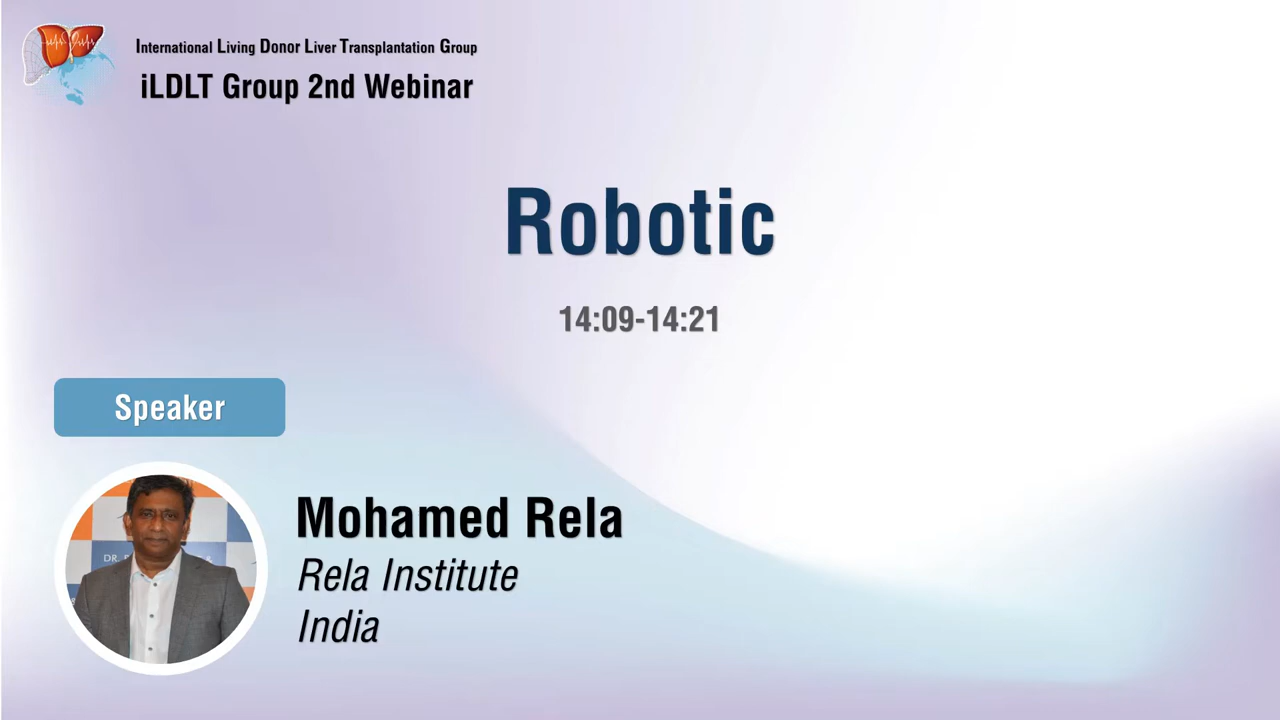 International Living Donor Liver Transplantation Group
iLDLT Group 2nd Webinar
Robotic
14:09-14:21
Speaker
DR.
Mohamed Rela
Rela Institute
India